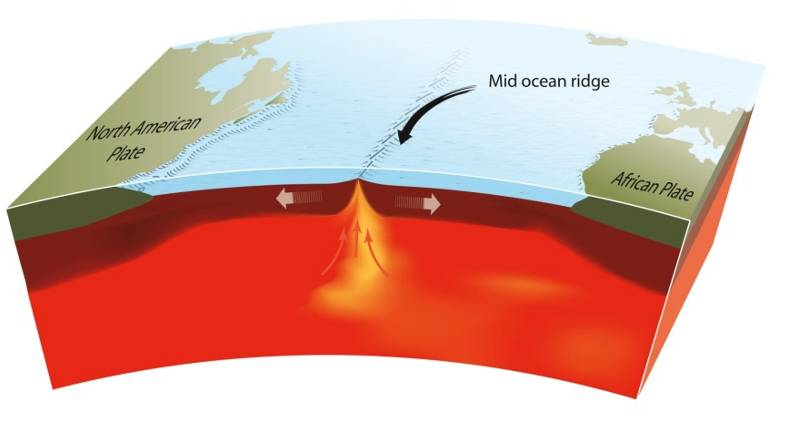 Mid ocean ridge
North American
Plate
African Plate